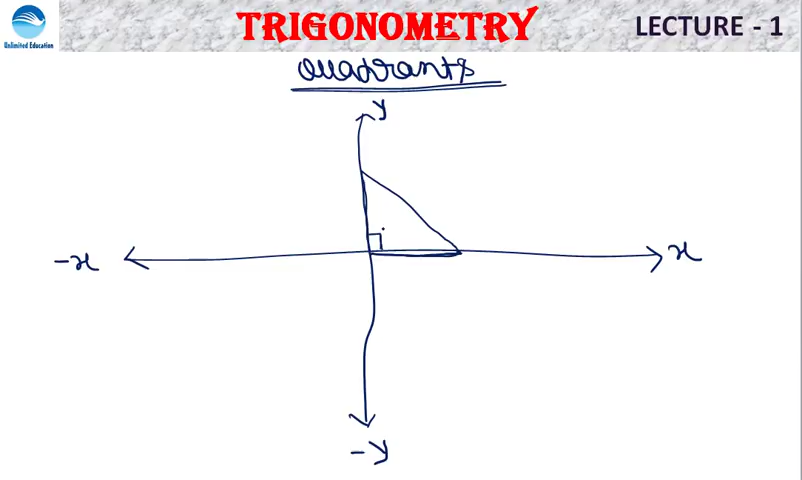 Unlimited Education
TRIGONOMETRY
LECTURE - 1
Quadrants
y
-x
x
-y